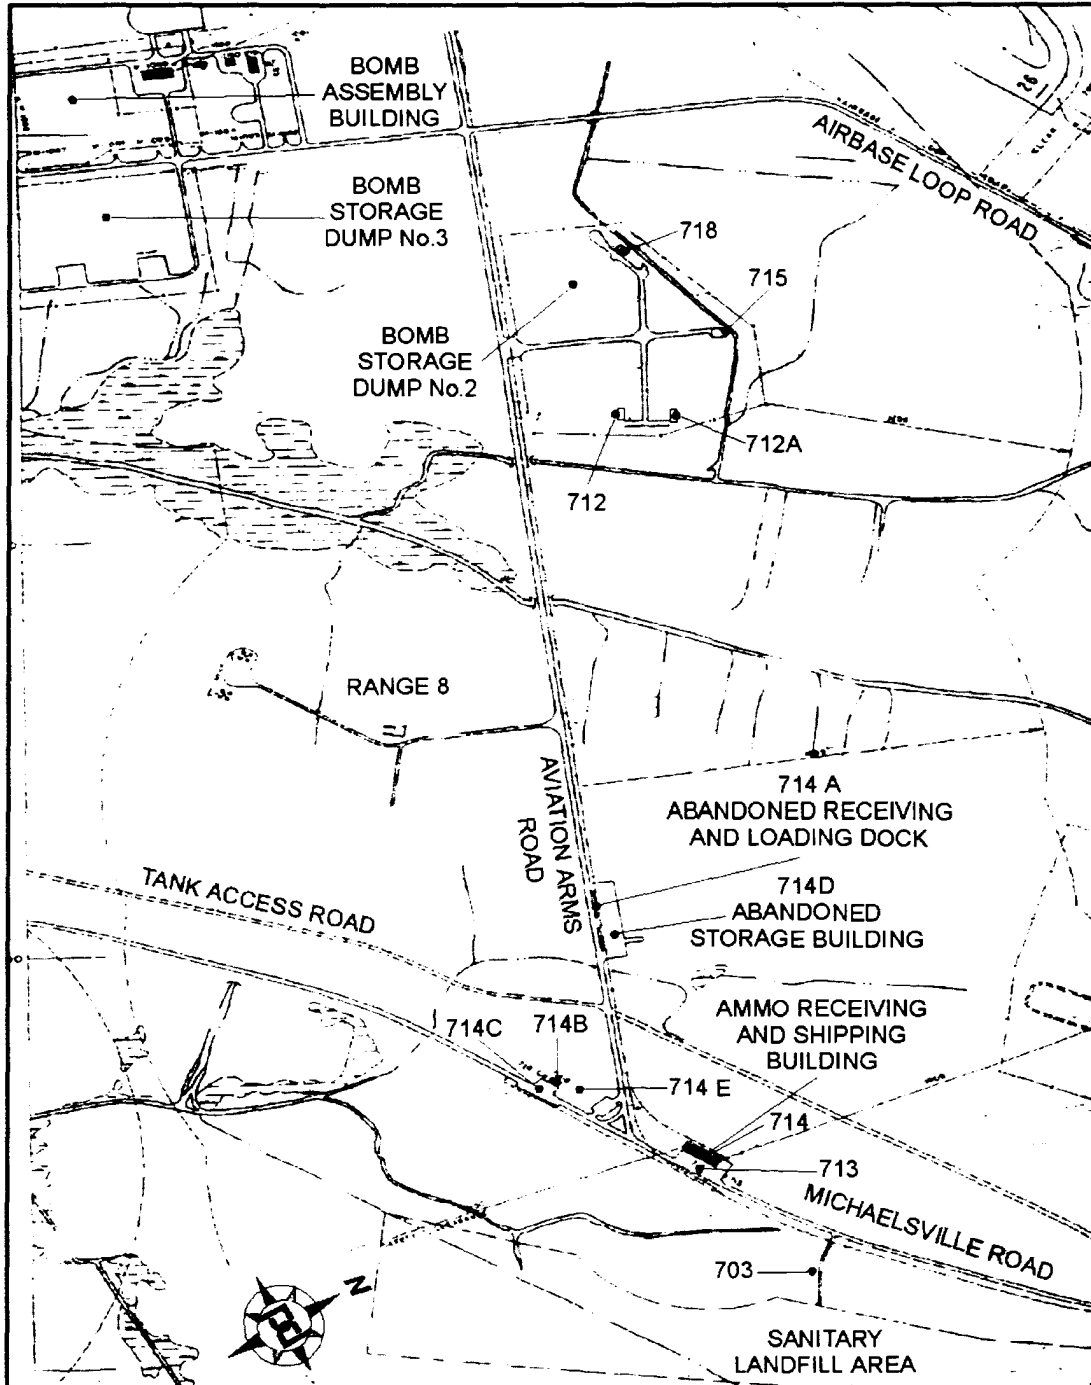 BOMB
ASSEMBLY
BUILDING
26
CLEAR
AIRBASE LOOP ROAD
BOMB
STORAGE
DUMP No.3
718
715
BOMB
STORAGE
DUMP No.2
712A
712
RANGE 8
AVIATION ARMS
ROAD
714 A
ABANDONED RECEIVING
AND LOADING DOCK
TANK ACCESS ROAD
714D
ABANDONED
STORAGE BUILDING
AMMO RECEIVING
AND SHIPPING
BUILDING
714C
714B
714 E
714
713
MICHAELSVILLE ROAD
703
N
SANITARY
LANDFILL AREA